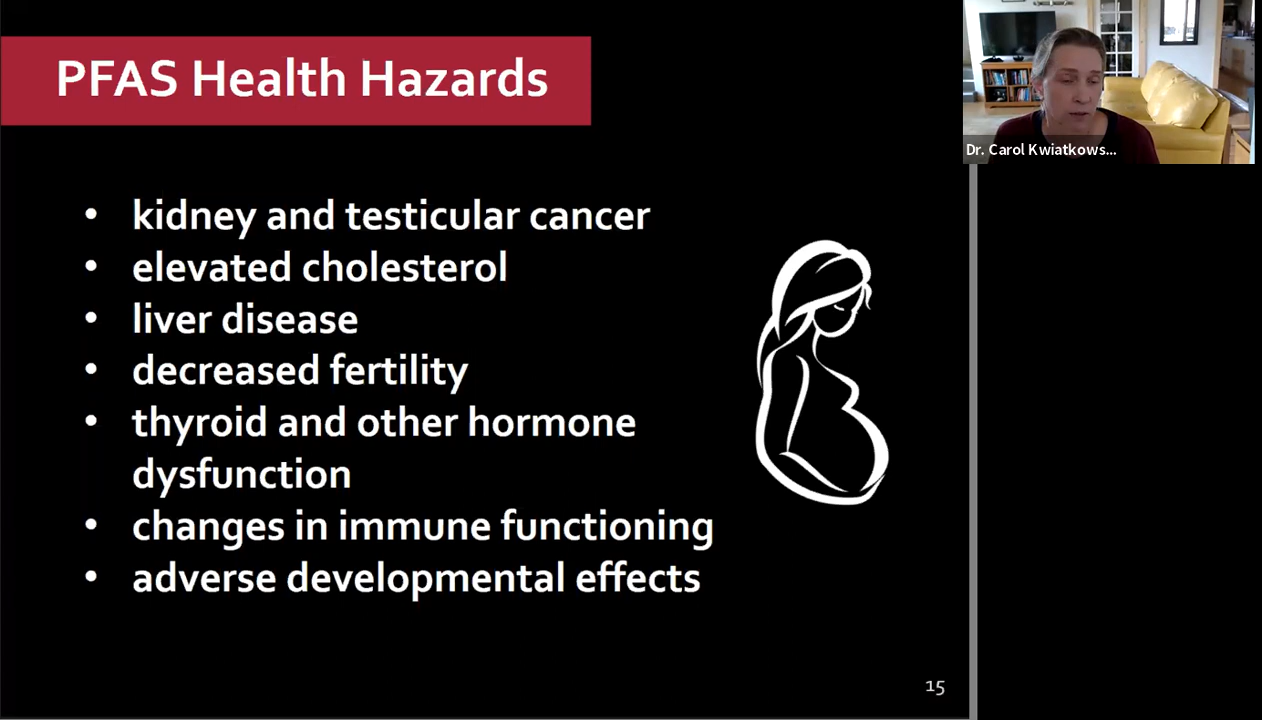 PFAS Health Hazards
Dr. Carol Kwiatkows...
• kidney and testicular cancer
• elevated cholesterol
• liver disease
• decreased fertility
• thyroid and other hormone
dysfunction
• changes in immune functioning
• adverse developmental effects
15